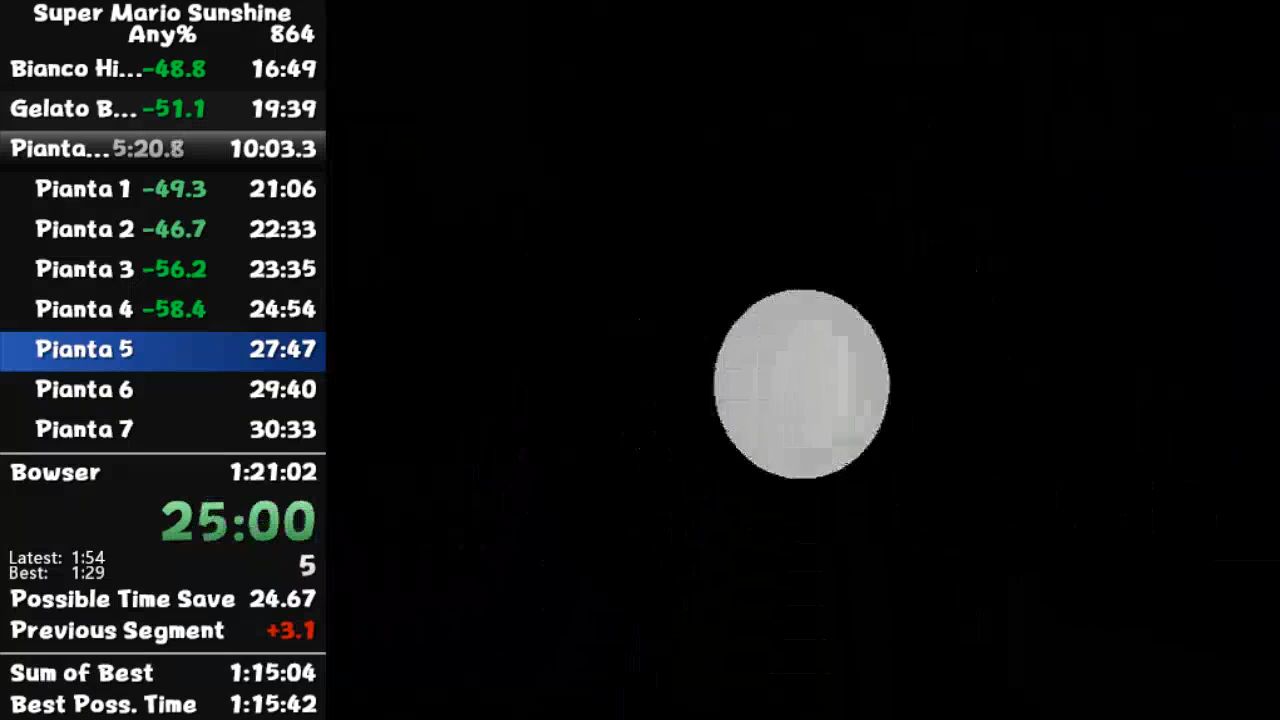 Super Mario Sunshine
Any% 864
Bianco Hi... -48.8 16:49
Gelato B... -51.1 19:39
Pianta... 5:20.8 10:03.3
Pianta 1 -49.3 21:06
Pianta 2 -46.7 22:33
Pianta 3 -56.2 23:35
Pianta 4 -58.4 24:54
Pianta 5 27:47
Pianta 6 29:40
Pianta 7 30:33
Bowser 1:21:02
25:00
Latest: 1:54
Best: 1:29
5
Possible Time Save 24.67
Previous Segment +3.1
Sum of Best 1:15:04
Best Poss. Time 1:15:42